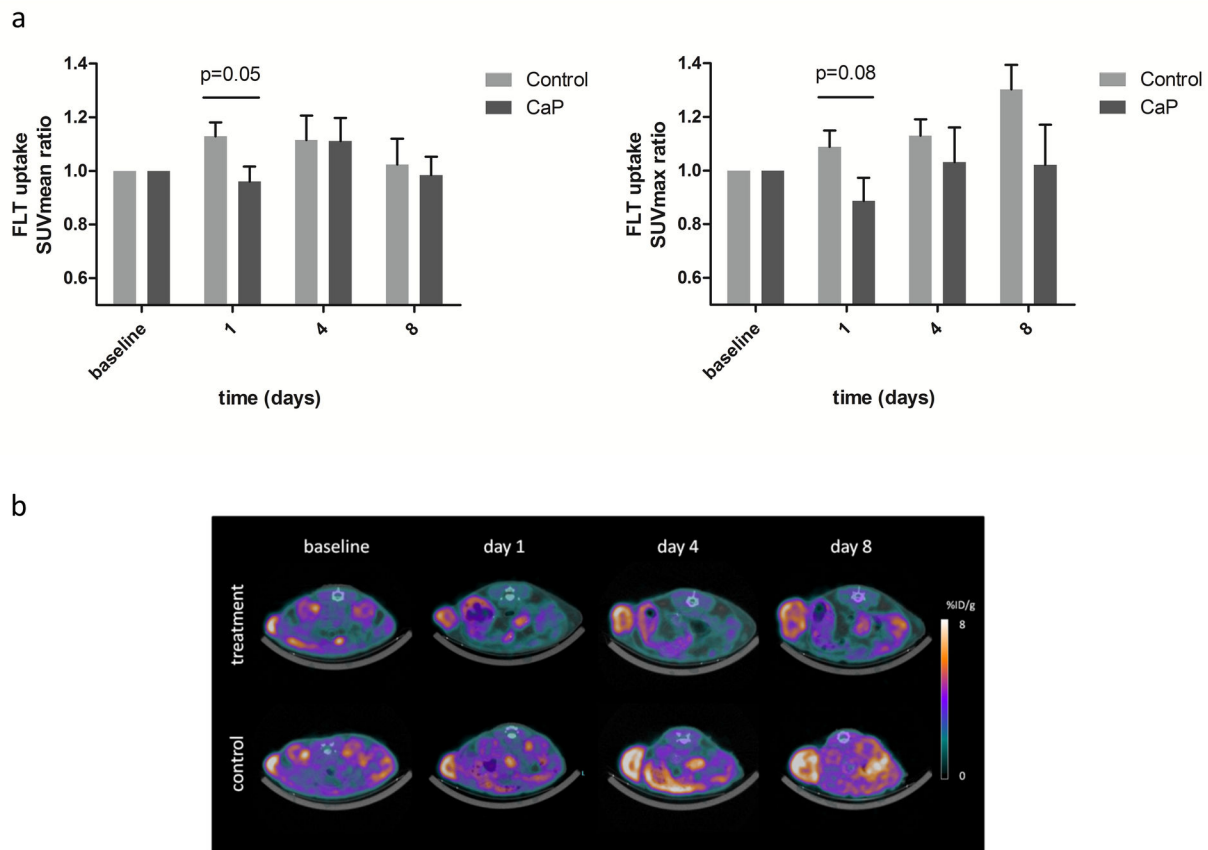 a
1.4
1.2
1.0
0.8
0.6
FLT uptake
SUVmean ratio
p=0.05
Control
CaP
baseline
1
4
8
time (days)
1.4
1.2
1.0
0.8
0.6
FLT uptake
SUVmax ratio
p=0.08
Control
CaP
baseline
1
4
8
time (days)
b
baseline day 1 day 4 day 8
treatment
control
%ID/g
8
0
L